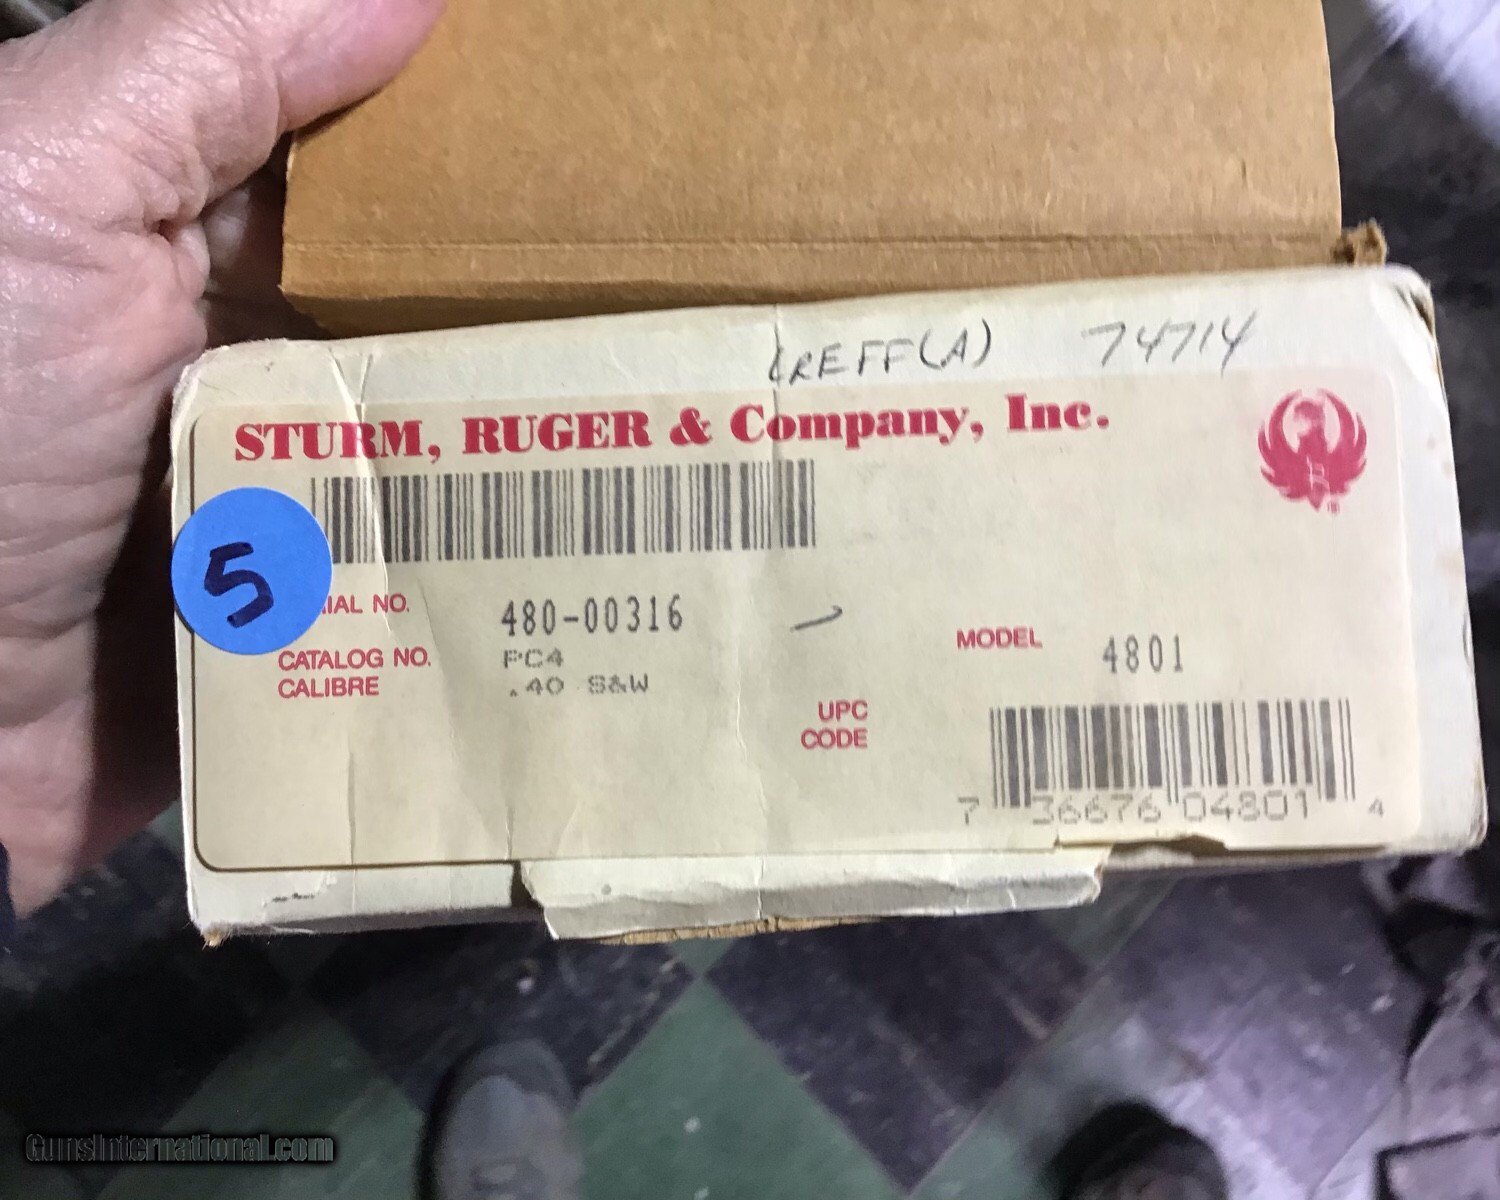 CREFF(A) 74714
STURM, RUGER & Company, Inc.
5
IAL NO. 480-00316
CATALOG NO. PC4
CALIBRE .40 S&W
MODEL 4801
UPC
CODE
7 36676 04801 4
GunsInternational.com